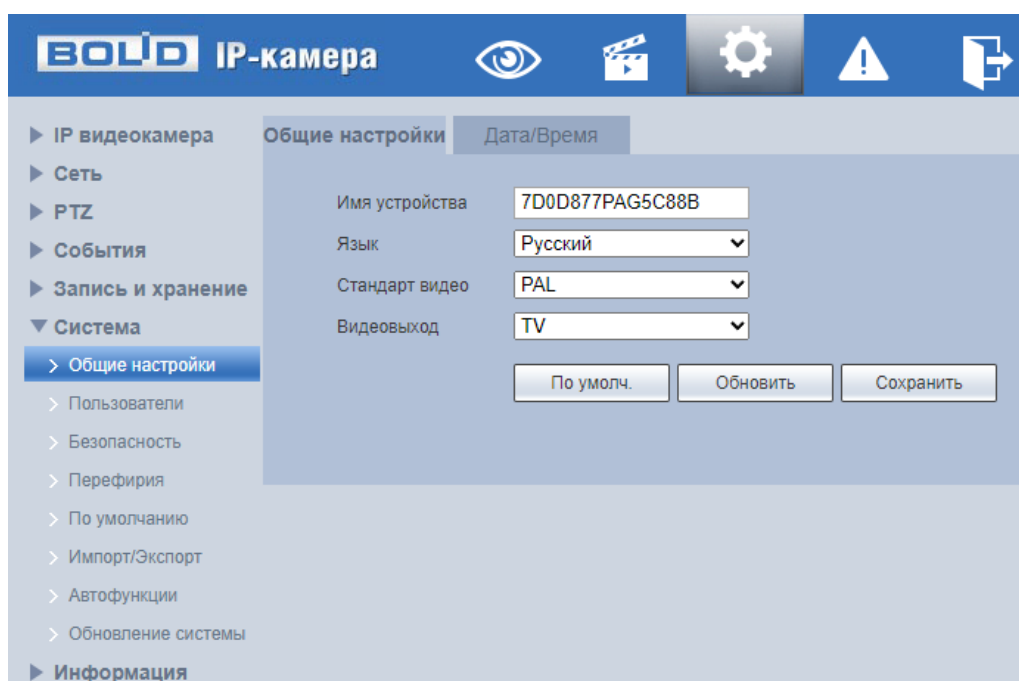 BOLID IP-камера
IP видеокамера
Сеть
PTZ
События
Запись и хранение
Система
Общие настройки
Пользователи
Безопасность
Перефирия
По умолчанию
Импорт/Экспорт
Автофункции
Обновление системы
Информация
Общие настройки Дата/Время
Имя устройства 7D0D877PAG5C88B
Язык Русский
Стандарт видео PAL
Видеовыход TV
По умолч. Обновить Сохранить